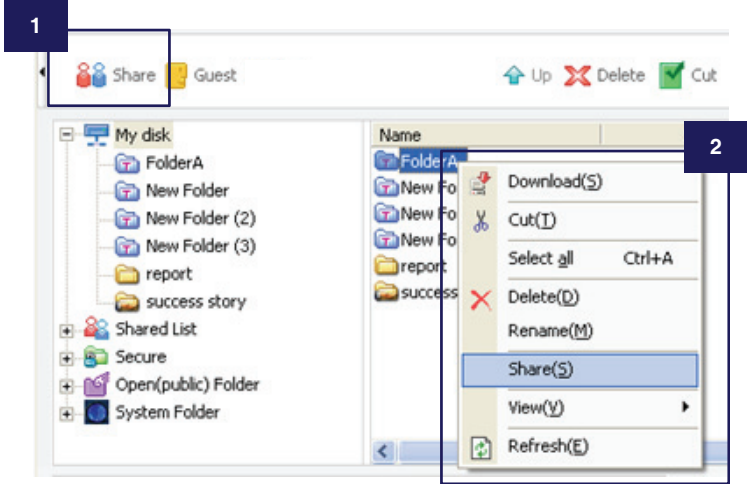 1
Share Guest Up Delete Cut
2
My disk
FolderA
New Folder
New Folder (2)
New Folder (3)
report
success story
Shared List
Secure
Open(public) Folder
System Folder
Name
FolderA
New Fo
New Fo
New Fo
report
success
Download(S)
Cut(T)
Select all Ctrl+A
Delete(D)
Rename(M)
Share(S)
View(V)
Refresh(E)